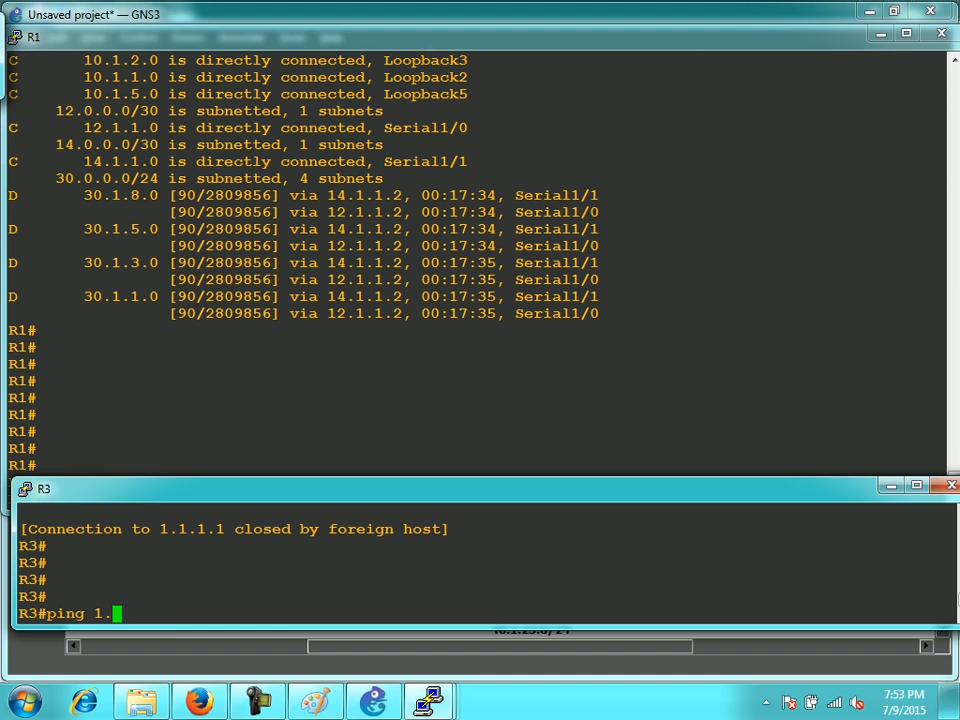 Unsaved project* — GNS3
R1
C 10.1.2.0 is directly connected, Loopback3
C 10.1.1.0 is directly connected, Loopback2
C 10.1.5.0 is directly connected, Loopback5
12.0.0.0/30 is subnetted, 1 subnets
C 12.1.1.0 is directly connected, Serial1/0
14.0.0.0/30 is subnetted, 1 subnets
C 14.1.1.0 is directly connected, Serial1/1
30.0.0.0/24 is subnetted, 4 subnets
D 30.1.8.0 [90/2809856] via 14.1.1.2, 00:17:34, Serial1/1
[90/2809856] via 12.1.1.2, 00:17:34, Serial1/0
D 30.1.5.0 [90/2809856] via 14.1.1.2, 00:17:34, Serial1/1
[90/2809856] via 12.1.1.2, 00:17:34, Serial1/0
D 30.1.3.0 [90/2809856] via 14.1.1.2, 00:17:35, Serial1/1
[90/2809856] via 12.1.1.2, 00:17:35, Serial1/0
D 30.1.1.0 [90/2809856] via 14.1.1.2, 00:17:35, Serial1/1
[90/2809856] via 12.1.1.2, 00:17:35, Serial1/0
R1#
R1#
R1#
R1#
R1#
R1#
R1#
R1#
R1#
R3
[Connection to 1.1.1.1 closed by foreign host]
R3#
R3#
R3#
R3#
R3#ping 1.
7:53 PM
7/9/2015